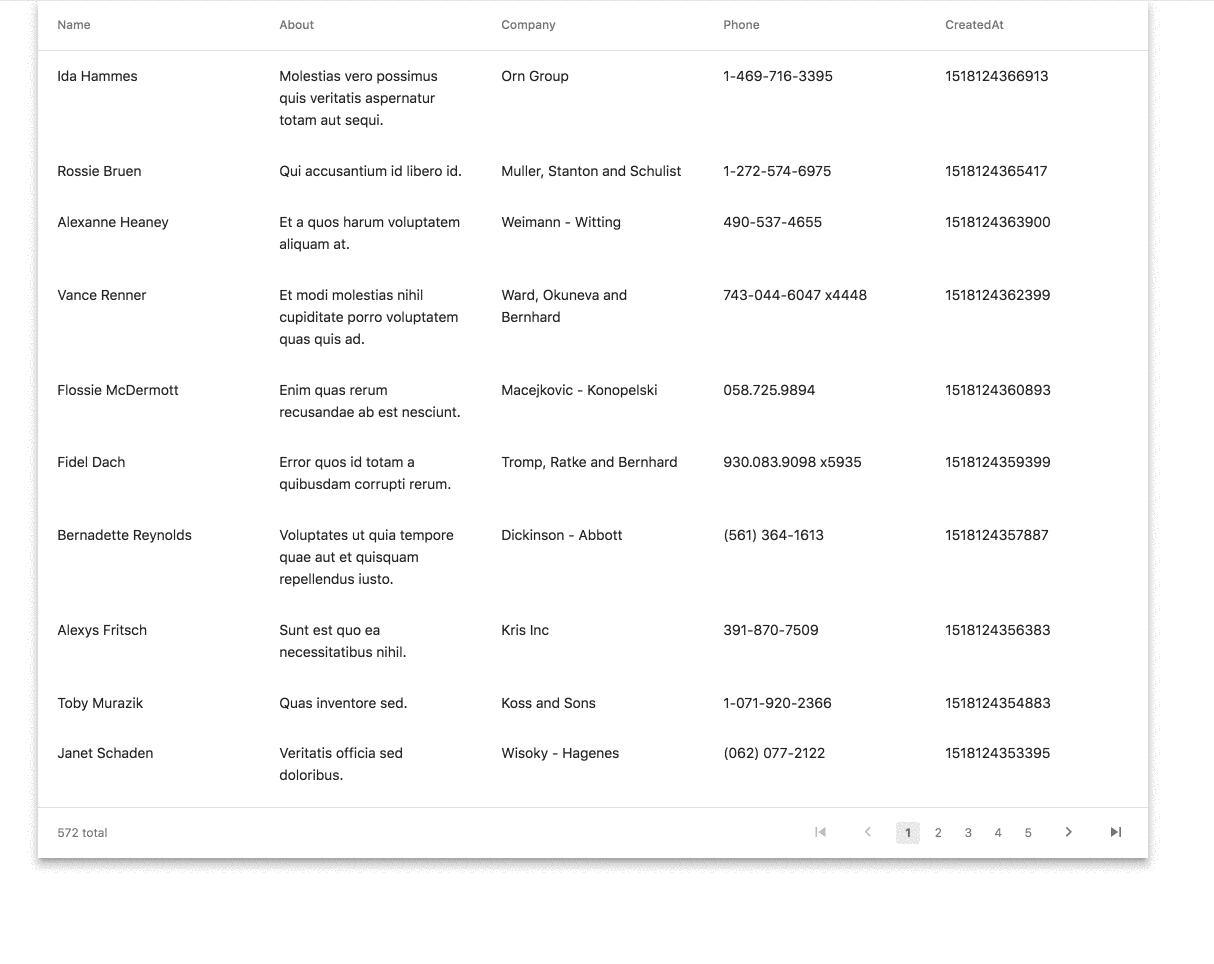 Name About Company Phone CreatedAt
Ida Hammes Molestias vero possimus Orn Group 1-469-716-3395 1518124366913
quis veritatis aspernatur
totam aut sequi.
Rossie Bruen Qui accusantium id libero id. Muller, Stanton and Schulist 1-272-574-6975 1518124365417
Alexanne Heaney Et a quos harum voluptatem Weimann - Witting 490-537-4655 1518124363900
aliquam at.
Vance Renner Et modi molestias nihil Ward, Okuneva and 743-044-6047 x4448 1518124362399
cupiditate porro voluptatem Bernhard
quas quis ad.
Flossie McDermott Enim quas rerum Macejkovic - Konopelski 058.725.9894 1518124360893
recusandae ab est nesciunt.
Fidel Dach Error quos id totam a Tromp, Ratke and Bernhard 930.083.9098 x5935 1518124359399
quibusdam corrupti rerum.
Bernadette Reynolds Voluptates ut quia tempore Dickinson - Abbott (561) 364-1613 1518124357887
quae aut et quisquam
repellendus iusto.
Alexys Fritsch Sunt est quo ea Kris Inc 391-870-7509 1518124356383
necessitatibus nihil.
Toby Murazik Quas inventore sed. Koss and Sons 1-071-920-2366 1518124354883
Janet Schaden Veritatis officia sed Wisoky - Hagenes (062) 077-2122 1518124353395
doloribus.
572 total 1 2 3 4 5